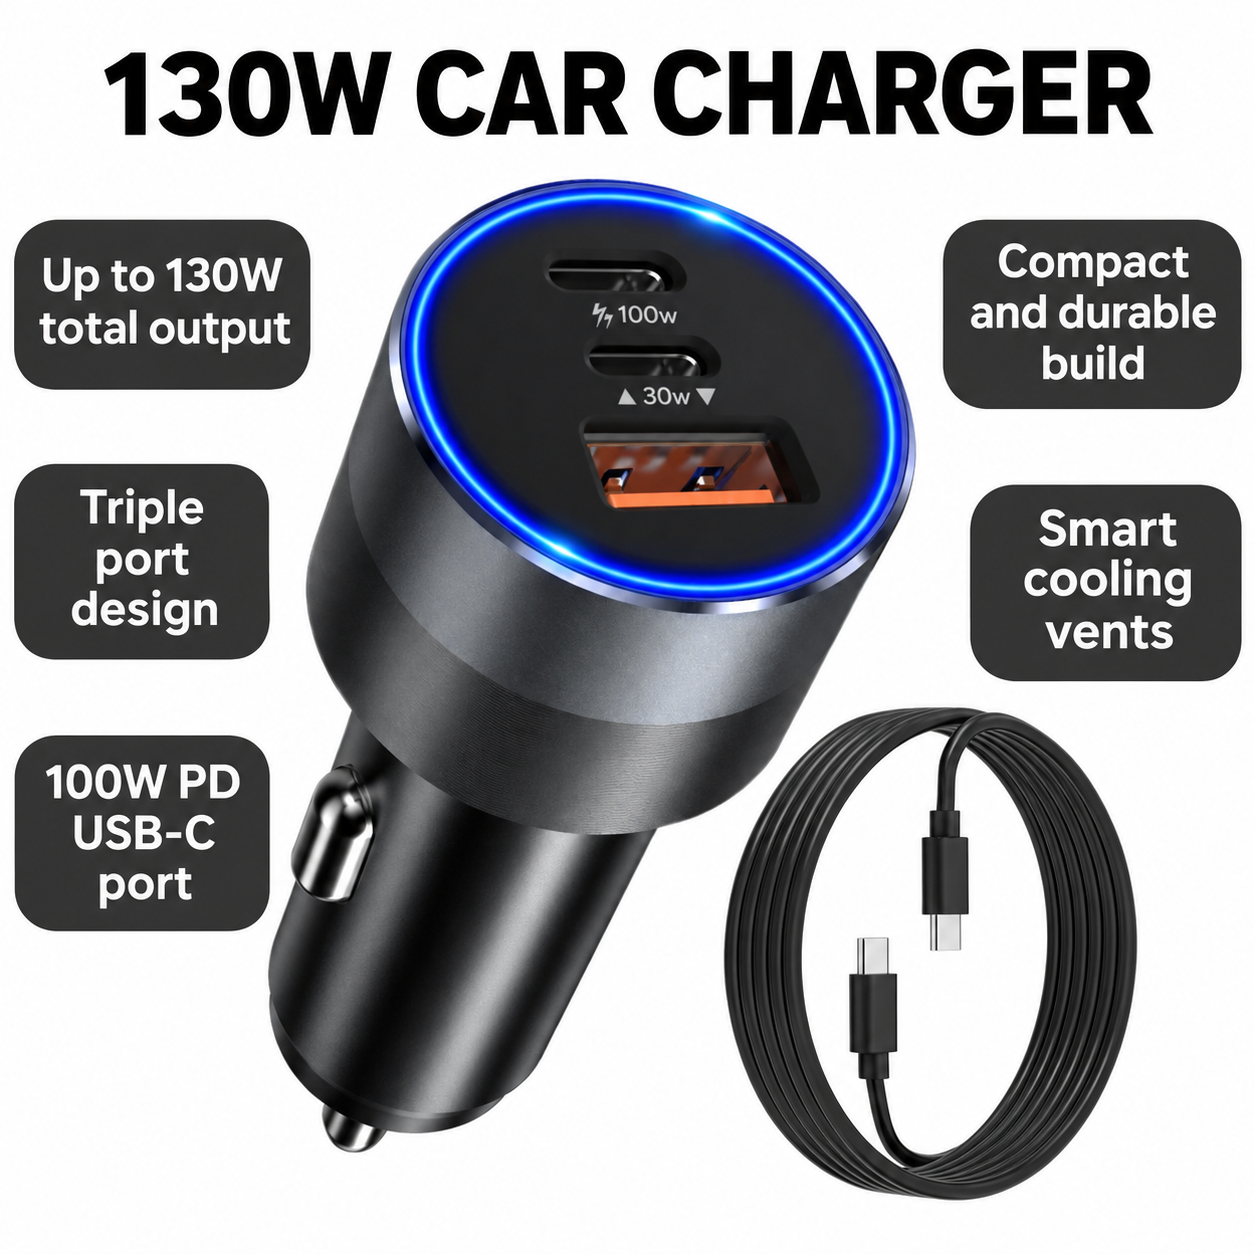 130W CAR CHARGER
Up to 130W
total output
Triple
port
design
100W PD
USB-C
port
100w
▲ 30w ▼
Compact
and durable
build
Smart
cooling
vents